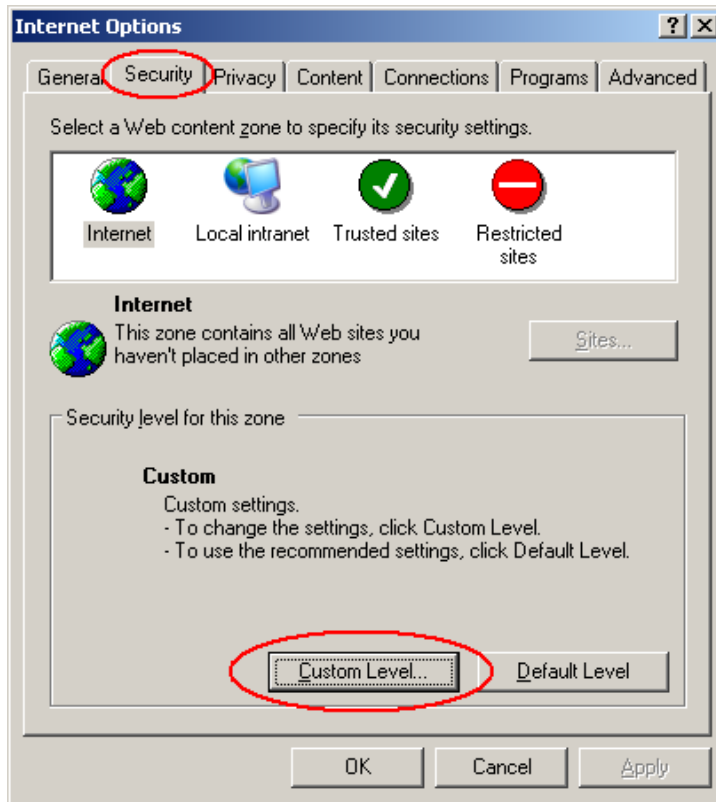 Internet Options
General Security Privacy Content Connections Programs Advanced
Select a Web content zone to specify its security settings.
Internet Local intranet Trusted sites Restricted
sites
Internet
This zone contains all Web sites you
haven't placed in other zones
Sites...
Security level for this zone
Custom
Custom settings.
- To change the settings, click Custom Level.
- To use the recommended settings, click Default Level.
Custom Level... Default Level
OK Cancel Apply